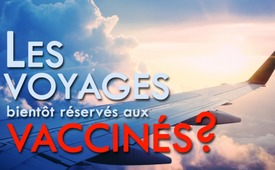 Les
voyages
bientôt réservés aux
vaccinés?